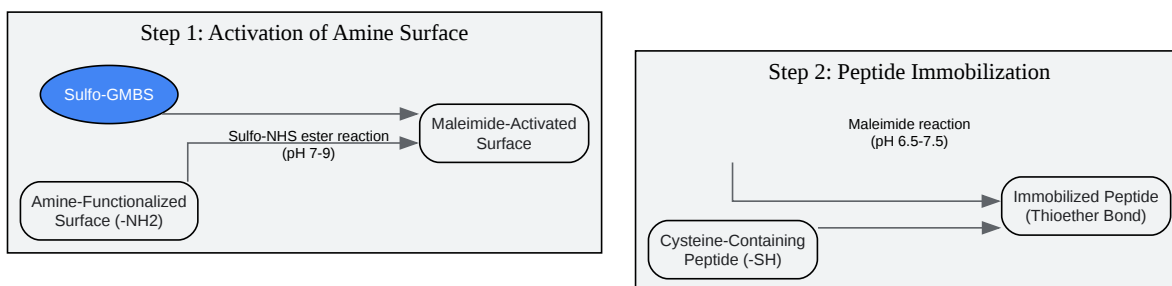 Step 1: Activation of Amine Surface
Sulfo-GMBS
Sulfo-NHS ester reaction
(pH 7-9)
Maleimide-Activated
Surface
Amine-Functionalized
Surface (-NH2)
Step 2: Peptide Immobilization
Maleimide reaction
(pH 6.5-7.5)
Immobilized Peptide
(Thioether Bond)
Cysteine-Containing
Peptide (-SH)